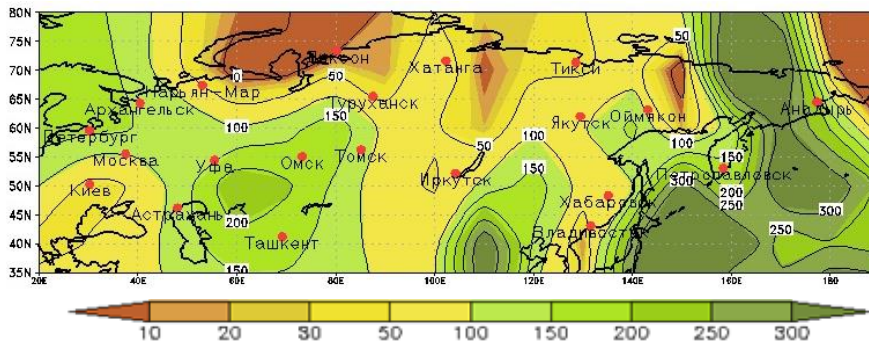 80N
50
75N
Диксон
50
Хатанга
Тикси
70N
0
Нарьян-Мар
65N
Архангельск
Туруханск
Якутск
Оймякон
Анадырь
60N
Петербург
100
150
50
100
100
55N
Москва
Уфа
Омск
Томск
Иркутск
150
150
Петропавловск
50N
Киев
300
200
Хабаровск
200
300
45N
Астрахань
200
250
Владивосток
250
40N
Ташкент
35N
150
100
20E
40E
60E
80E
100E
120E
140E
160E
180
10 20 30 50 100 150 200 250 300